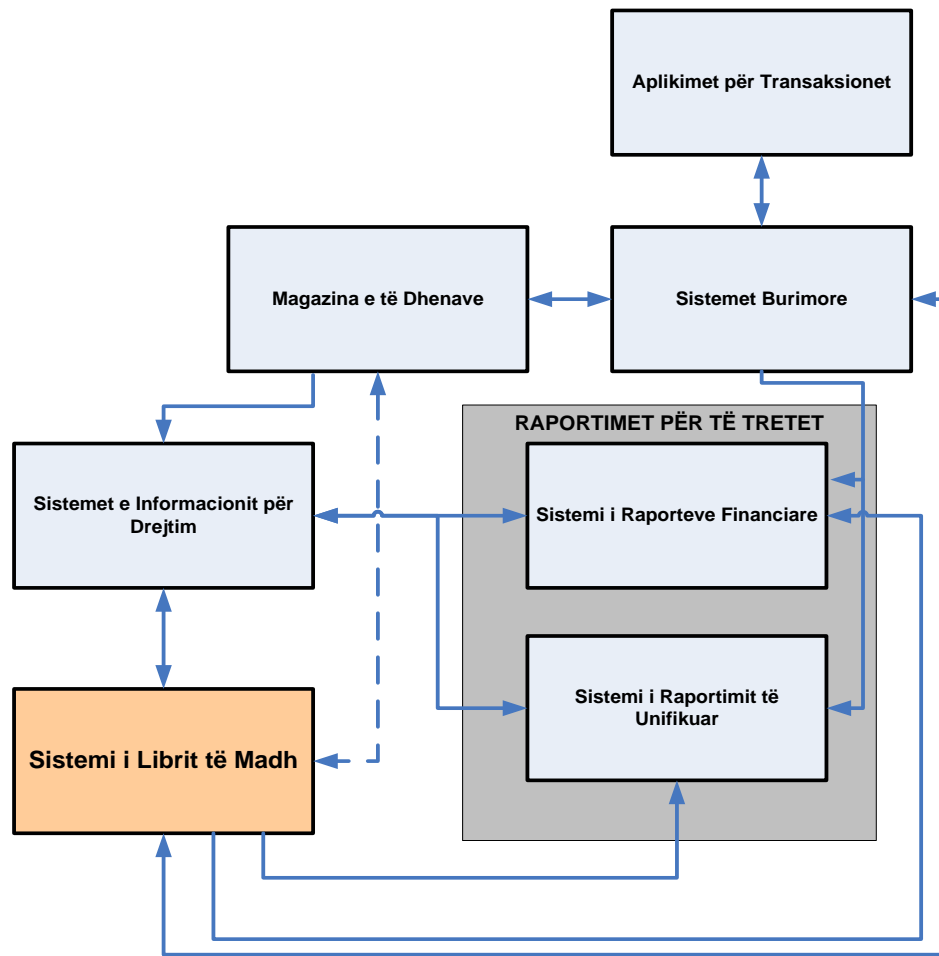 Aplikimet për Transaksionet
Magazina e të Dhenave
Sistemet Burimore
RAPORTIMET PËR TË TRETET
Sistemet e Informacionit për
Drejtim
Sistemi i Raporteve Financiare
Sistemi i Raportimit të
Unifikuar
Sistemi i Librit të Madh